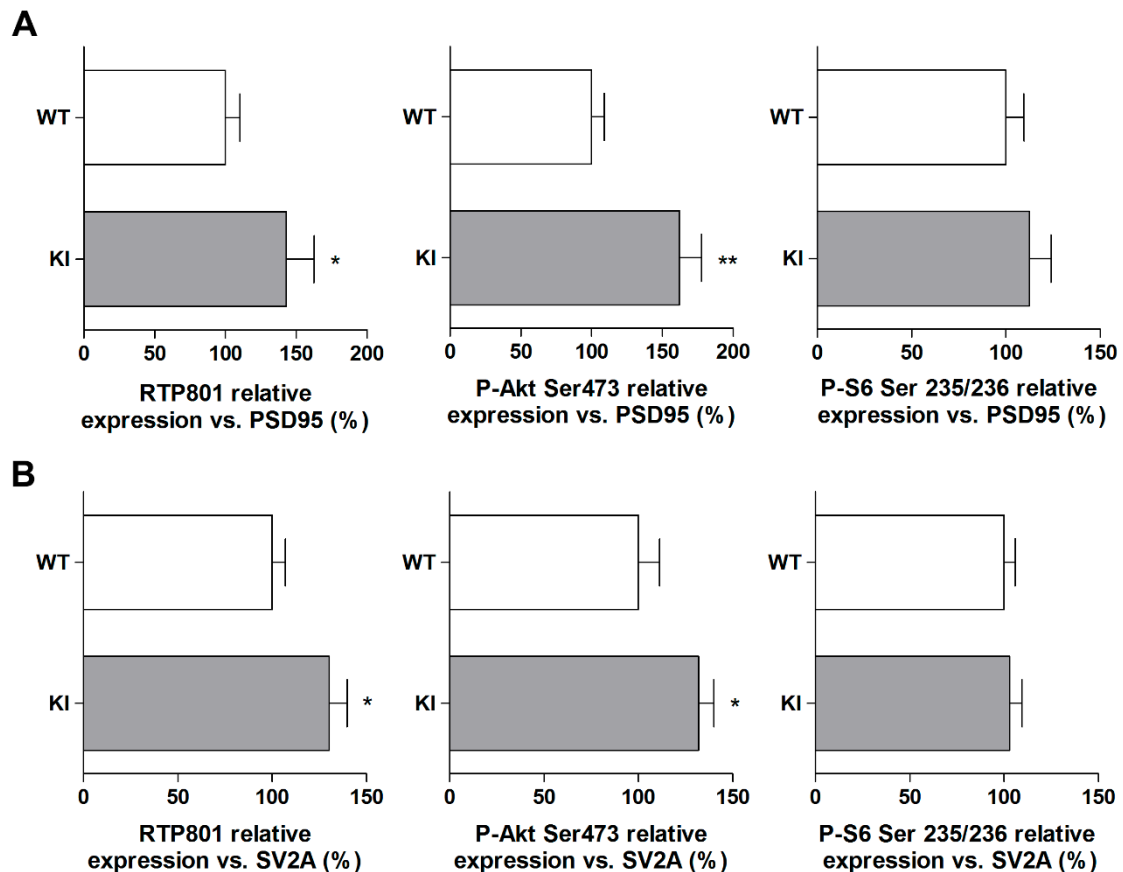 A
WT
KI
*
0 50 100 150 200
RTP801 relative
expression vs. PSD95 (%)
WT
KI
**
0 50 100 150 200
P-Akt Ser473 relative
expression vs. PSD95 (%)
WT
KI
0 50 100 150
P-S6 Ser 235/236 relative
expression vs. PSD95 (%)
B
WT
KI
*
0 50 100 150
RTP801 relative
expression vs. SV2A (%)
WT
KI
*
0 50 100 150
P-Akt Ser473 relative
expression vs. SV2A (%)
WT
KI
0 50 100 150
P-S6 Ser 235/236 relative
expression vs. SV2A (%)